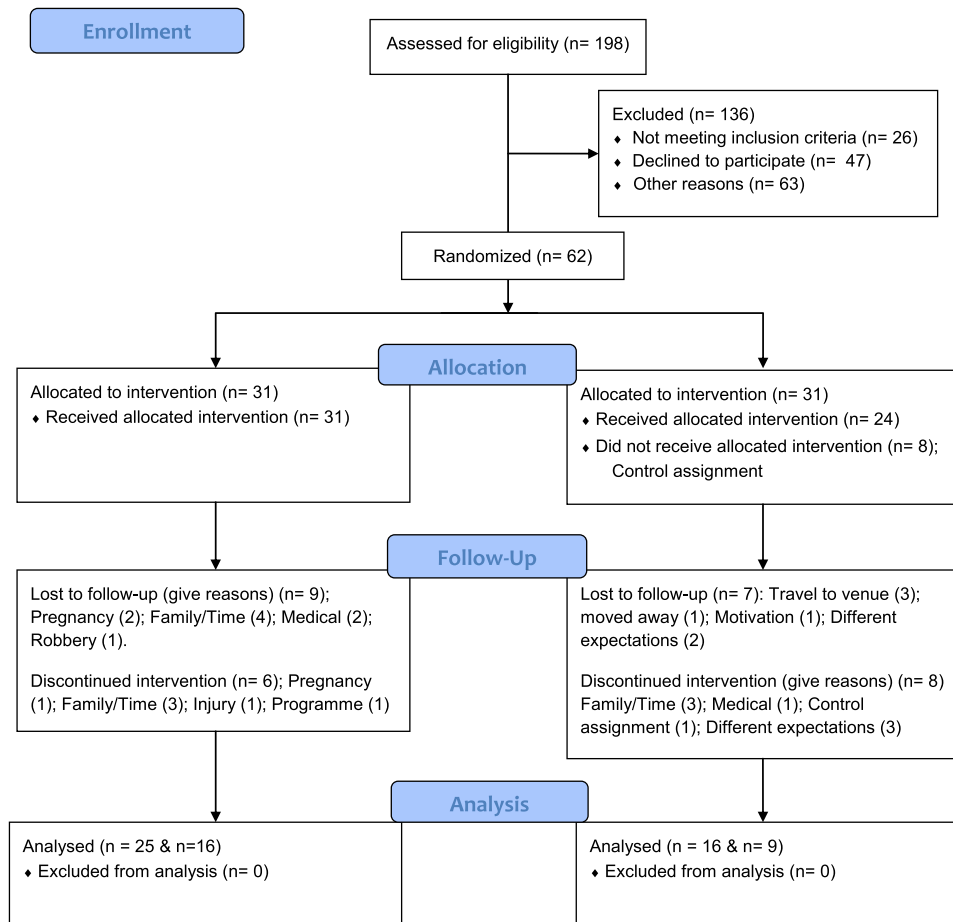 Enrollment
Assessed for eligibility (n= 198)
Excluded (n= 136)
♦ Not meeting inclusion criteria (n= 26)
♦ Declined to participate (n= 47)
♦ Other reasons (n= 63)
Randomized (n= 62)
Allocation
Allocated to intervention (n= 31)
♦ Received allocated intervention (n= 31)
Allocated to intervention (n= 31)
♦ Received allocated intervention (n= 24)
♦ Did not receive allocated intervention (n= 8);
Control assignment
Follow-Up
Lost to follow-up (give reasons) (n= 9);
Pregnancy (2); Family/Time (4); Medical (2);
Robbery (1).
Discontinued intervention (n= 6); Pregnancy
(1); Family/Time (3); Injury (1); Programme (1)
Lost to follow-up (n= 7): Travel to venue (3);
moved away (1); Motivation (1); Different
expectations (2)
Discontinued intervention (give reasons) (n= 8)
Family/Time (3); Medical (1); Control
assignment (1); Different expectations (3)
Analysis
Analysed (n = 25 & n=16)
♦ Excluded from analysis (n= 0)
Analysed (n = 16 & n= 9)
♦ Excluded from analysis (n= 0)